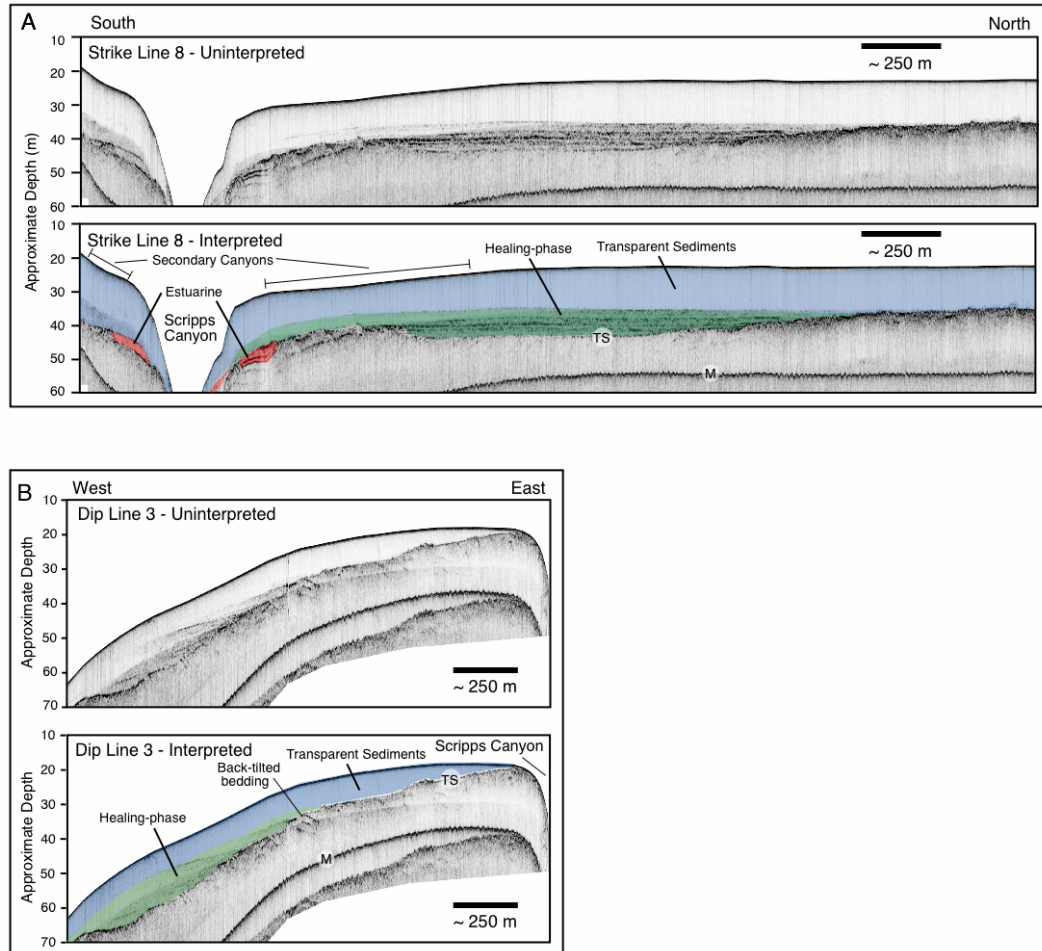 A
South
North
Strike Line 8 - Uninterpreted
~ 250 m
10
20
30
40
50
60
Approximate Depth (m)
Strike Line 8 - Interpreted
~ 250 m
Secondary Canyons
Healing-phase
Transparent Sediments
Estuarine
Scripps
Canyon
TS
M
10
20
30
40
50
60
B
West
East
Dip Line 3 - Uninterpreted
~ 250 m
10
20
30
40
50
60
70
Approximate Depth
Dip Line 3 - Interpreted
Scripps Canyon
Transparent Sediments
Back-tilted
bedding
TS
Healing-phase
M
~ 250 m
10
20
30
40
50
60
70
Approximate Depth